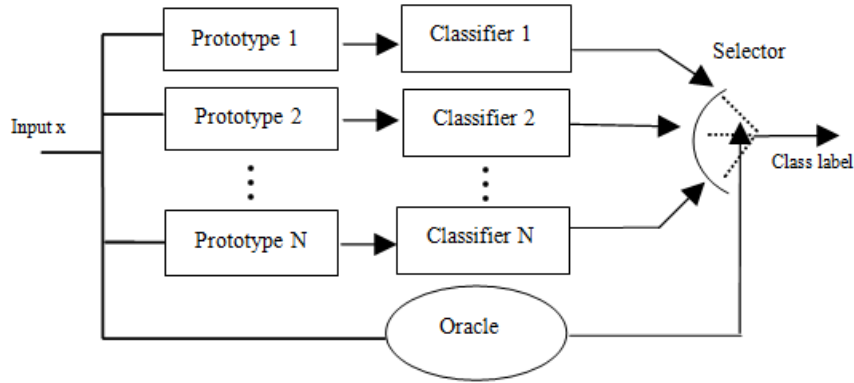 Prototype 1
Classifier 1
Selector
Input x
Prototype 2
Classifier 2
Class label
Prototype N
Classifier N
Oracle